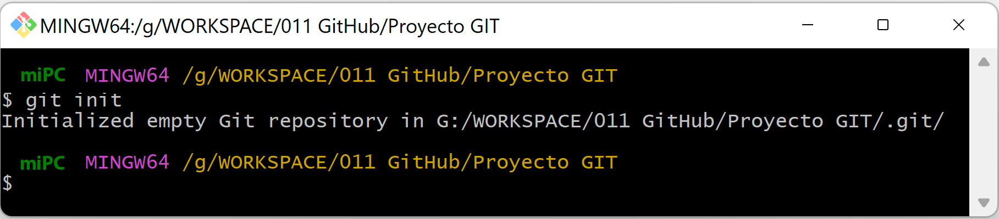 MINGW64:/g/WORKSPACE/011 GitHub/Proyecto GIT
miPC MINGW64 /g/WORKSPACE/011 GitHub/Proyecto GIT
$ git init
Initialized empty Git repository in G:/WORKSPACE/011 GitHub/Proyecto GIT/.git/
miPC MINGW64 /g/WORKSPACE/011 GitHub/Proyecto GIT
$